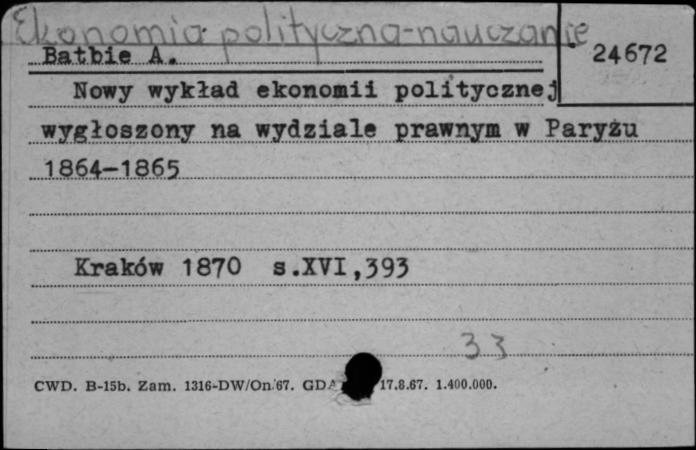 Ekonomia polityczna-nauczanie
Batbie A.
24672
Nowy wykład ekonomii politycznej
wygłoszony na wydziale prawnym w Paryżu
1864-1865
Kraków 1870 s.XVI,393
33
CWD. B-15b. Zam. 1316-DW/On.67. GDA 17.8.67. 1.400.000.